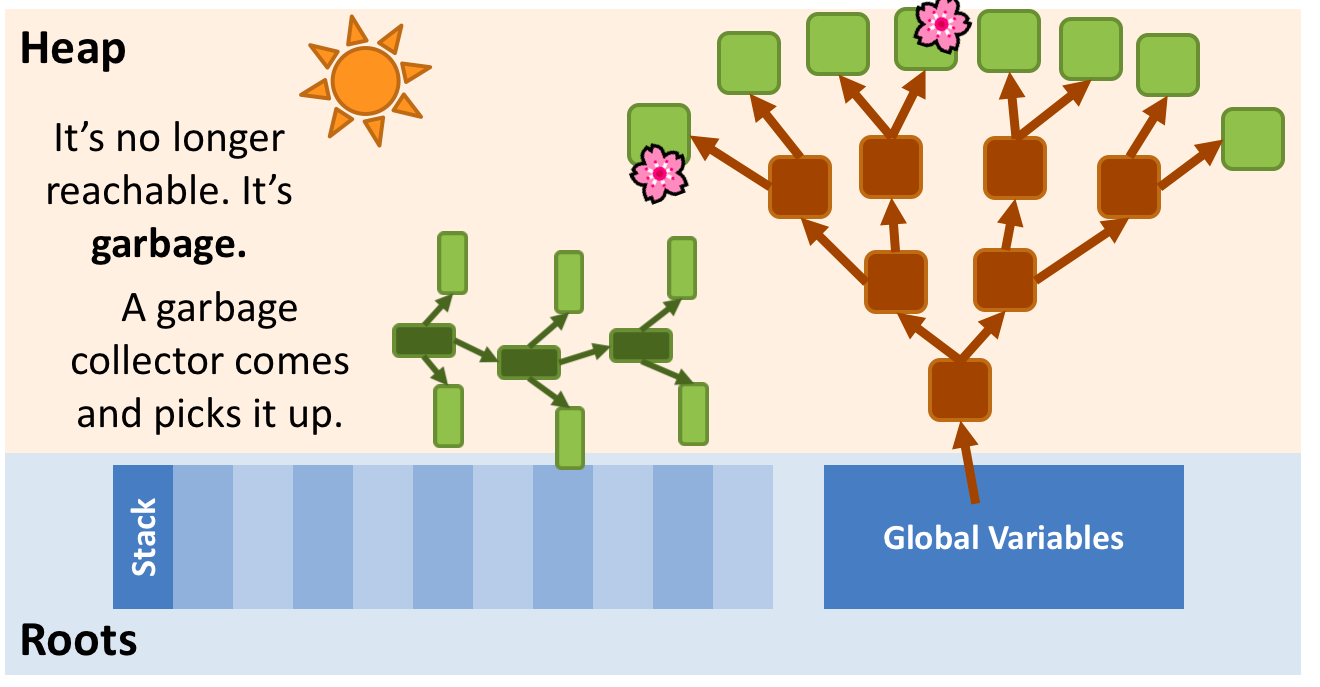 Heap
It’s no longer
reachable. It’s
garbage.
A garbage
collector comes
and picks it up.
Stack
Global Variables
Roots